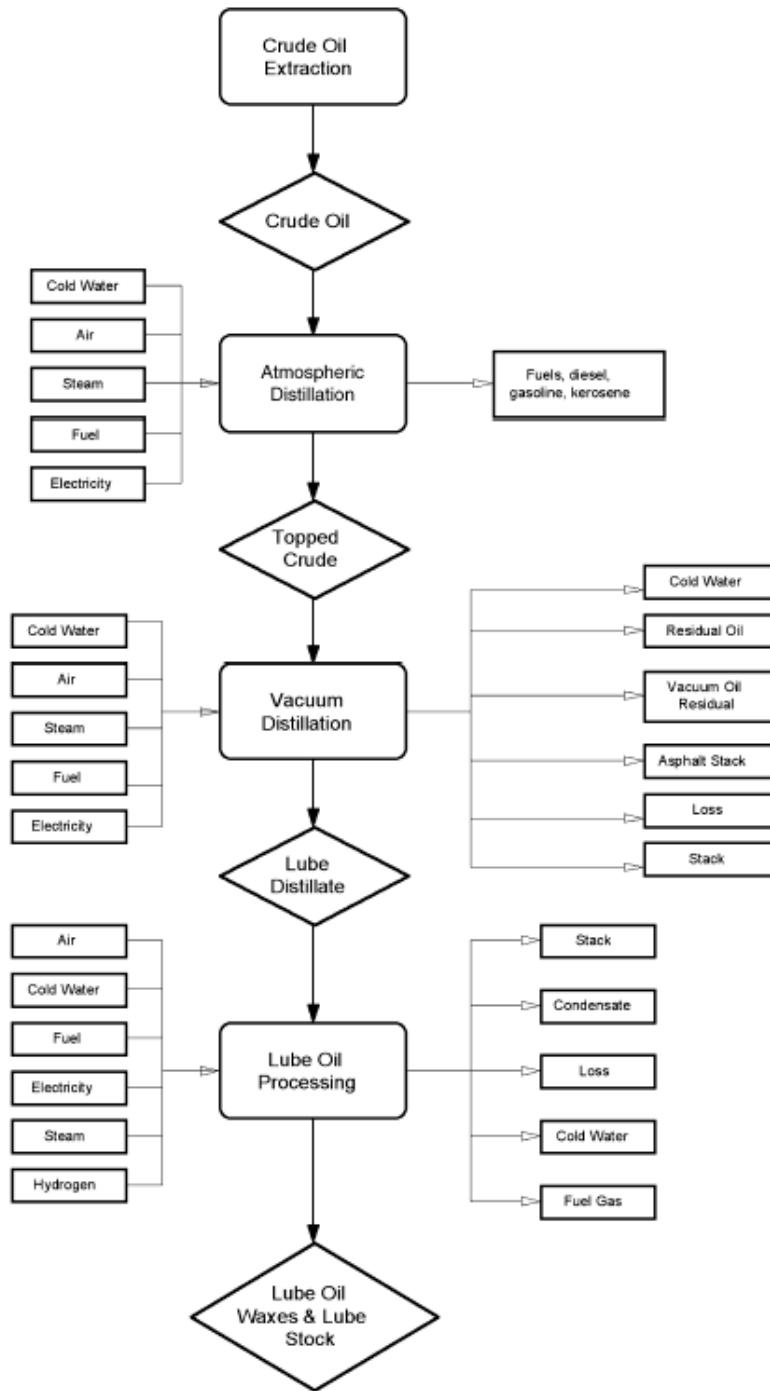 Crude Oil
Extraction
Crude Oil
Cold Water
Air
Steam
Fuel
Electricity
Atmospheric
Distillation
Fuels, diesel,
gasoline, kerosene
Topped
Crude
Cold Water
Air
Steam
Fuel
Electricity
Vacuum
Distillation
Cold Water
Residual Oil
Vacuum Oil
Residual
Asphalt Stack
Loss
Stack
Lube
Distillate
Air
Cold Water
Fuel
Electricity
Steam
Hydrogen
Lube Oil
Processing
Stack
Condensate
Loss
Cold Water
Fuel Gas
Lube Oil
Waxes & Lube
Stock